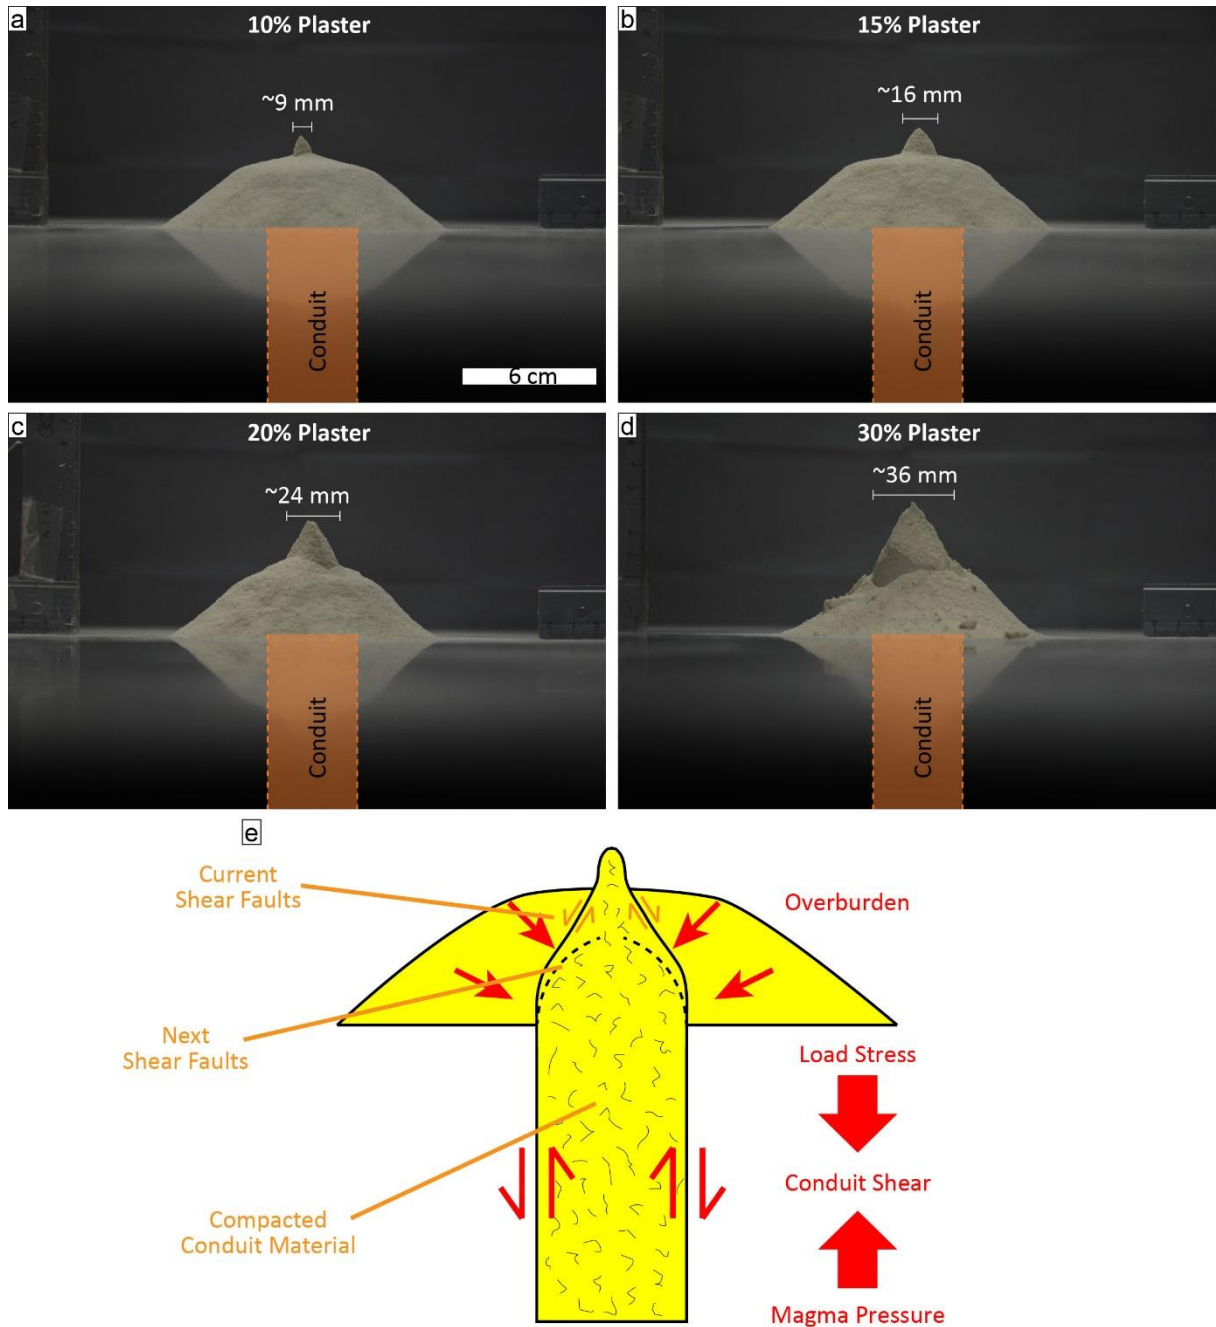 a
10% Plaster
~9 mm
Conduit
6 cm
b
15% Plaster
~16 mm
Conduit
c
20% Plaster
~24 mm
Conduit
d
30% Plaster
~36 mm
Conduit
e
Current
Shear Faults
Overburden
Next
Shear Faults
Load Stress
Conduit Shear
Compacted
Conduit Material
Magma Pressure